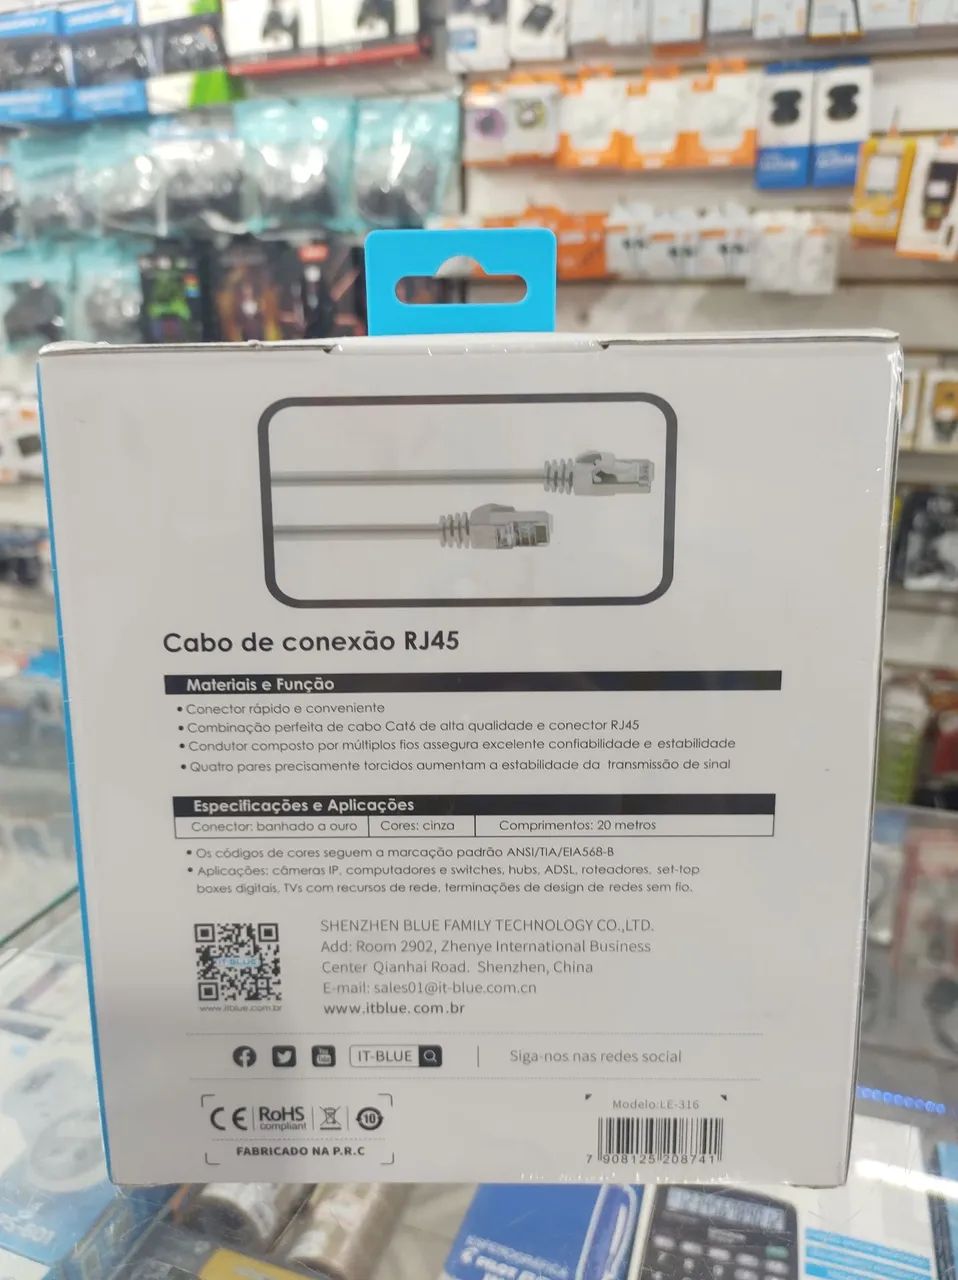 Cabo de conexão RJ45
Materiais e Função
• Conector rápido e conveniente
• Combinação perfeita de cabo Cat6 de alta qualidade e conector RJ45
• Condutor composto por múltiplos fios assegura excelente confiabilidade e estabilidade
• Quatro pares precisamente torcidos aumentam a estabilidade da transmissão de sinal
Especificações e Aplicações
Conector: banhado a ouro Cores: cinza Comprimentos: 20 metros
• Os códigos de cores seguem a marcação padrão ANSI/TIA/EIA568-B
• Aplicações: câmeras IP, computadores e switches, hubs, ADSL, roteadores, set-top
boxes digitais, TVs com recursos de rede, terminações de design de redes sem fio.
IT-BLUE
www.itblue.com.br
SHENZHEN BLUE FAMILY TECHNOLOGY CO.,LTD.
Add: Room 2902, Zhenye International Business
Center Qianhai Road. Shenzhen, China
E-mail: sales01@it-blue.com.cn
www.itblue.com.br
You
Tube
IT-BLUE
Siga-nos nas redes social
CE
RoHS
compliant
10
FABRICADO NA P.R.C
Modelo:LE-316
7 908125 208741